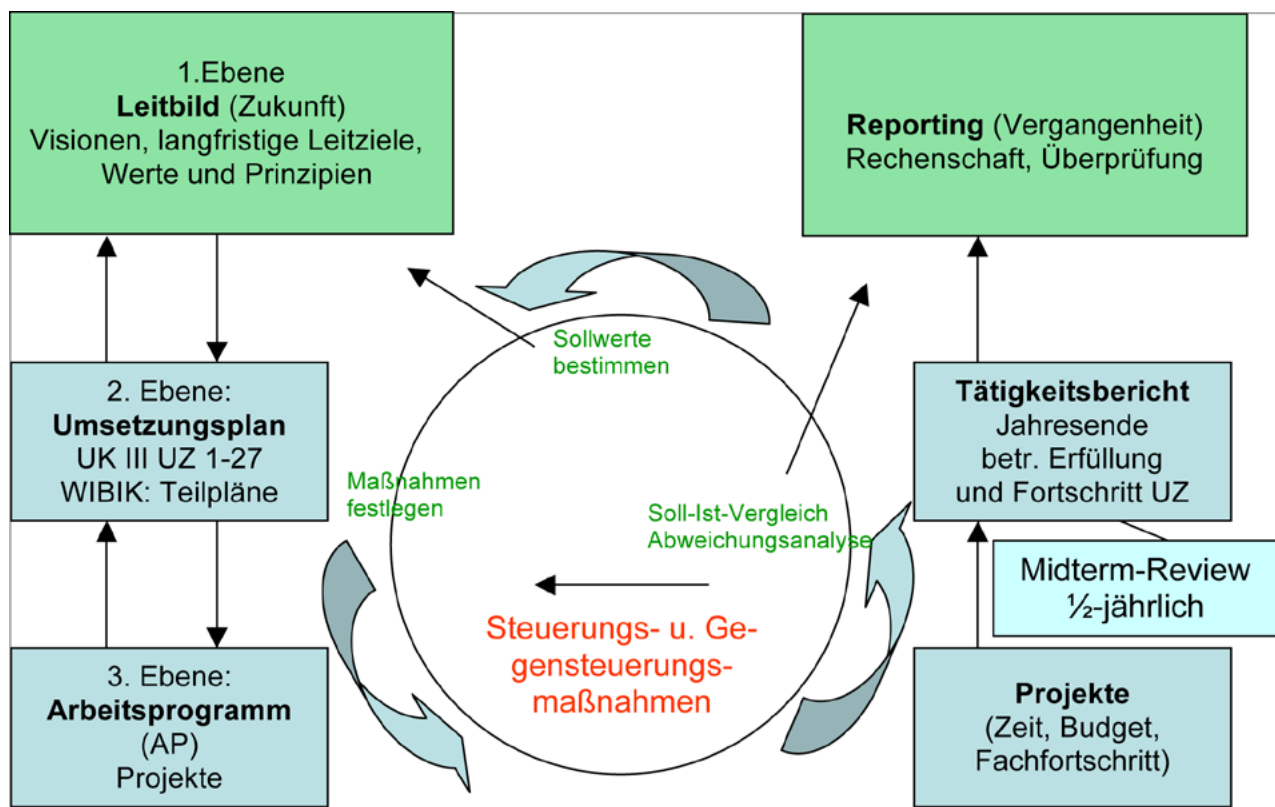 1.Ebene
Leitbild (Zukunft)
Visionen, langfristige Leitziele,
Werte und Prinzipien
Reporting (Vergangenheit)
Rechenschaft, Überprüfung
Sollwerte
bestimmen
2. Ebene:
Umsetzungsplan
UK III UZ 1-27
WIBIK: Teilpläne
Maßnahmen
festlegen
Soll-Ist-Vergleich
Abweichungsanalyse
Tätigkeitsbericht
Jahresende
betr. Erfüllung
und Fortschritt UZ
Midterm-Review
½-jährlich
Steuerungs- u. Ge-
gensteuerungs-
maßnahmen
3. Ebene:
Arbeitsprogramm
(AP)
Projekte
Projekte
(Zeit, Budget,
Fachfortschritt)